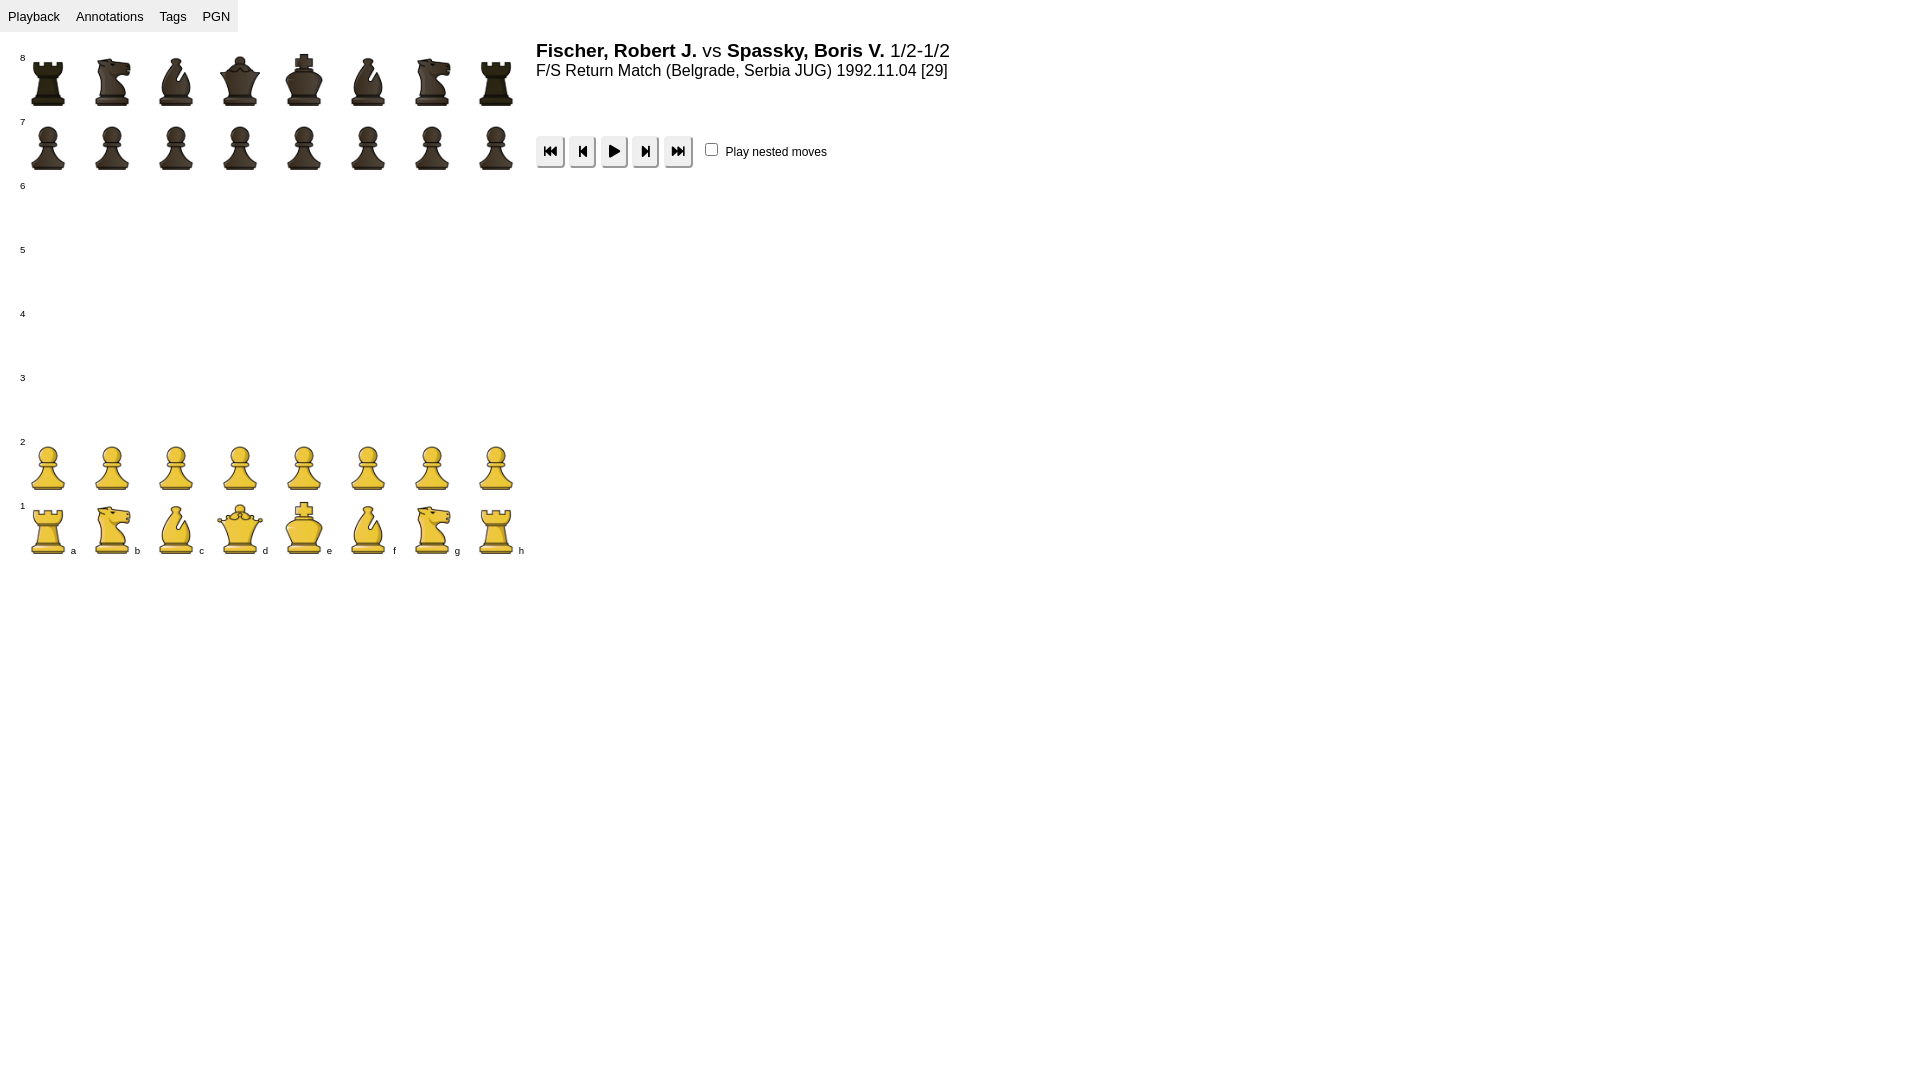 Playback Annotations Tags PGN
Fischer, Robert J. vs Spassky, Boris V. 1/2-1/2
F/S Return Match (Belgrade, Serbia JUG) 1992.11.04 [29]
Play nested moves
8
7
6
5
4
3
2
1
a b c d e f g h